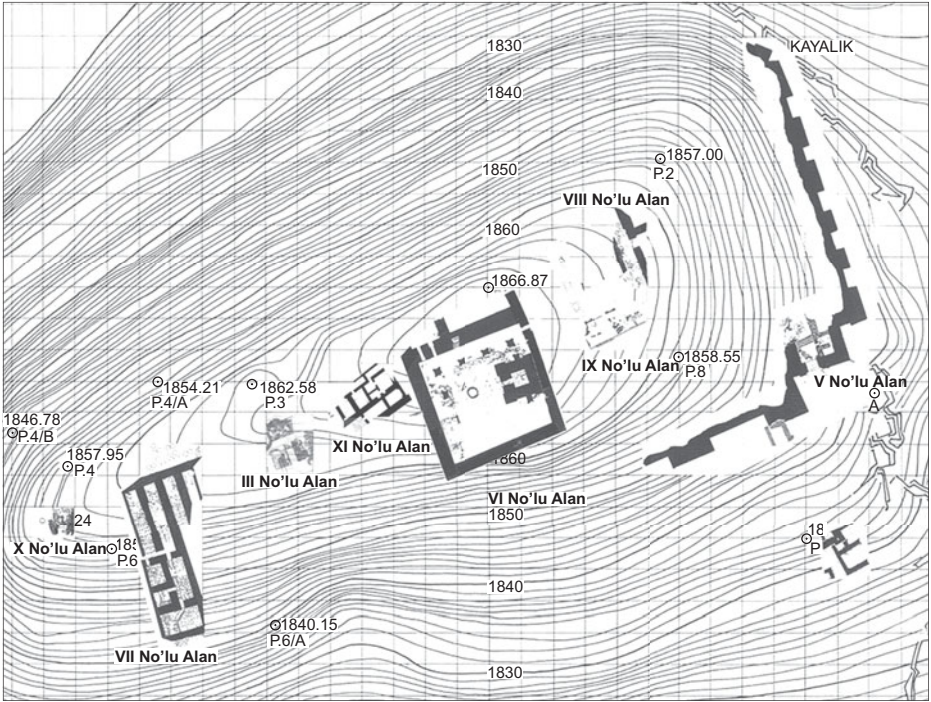 1830
KAYALIK
1840
1857.00
P.2
1850
VIII No’lu Alan
1860
1866.87
IX No’lu Alan
1858.55
P.8
V No’lu Alan
A
1854.21
P.4/A
1862.58
P.3
1846.78
P.4/B
XI No’lu Alan
1860
1857.95
P.4
III No’lu Alan
VI No’lu Alan
1850
X No’lu Alan
P.6
P
1840
1840.15
P.6/A
VII No’lu Alan
1830